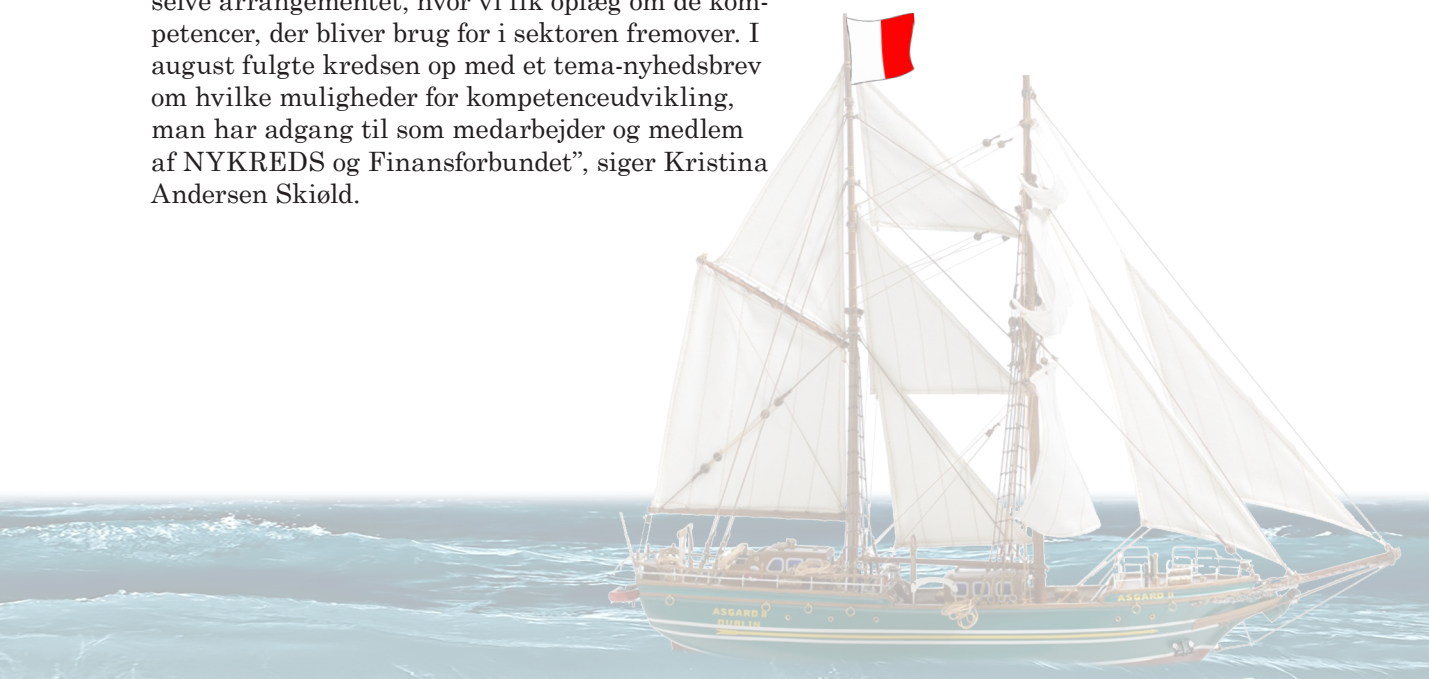 selve arrangementet, hvor vi fik oplæg om de kom-
petencer, der bliver brug for i sektoren fremover. I
august fulgte kredsen op med et tema-nyhedsbrev
om hvilke muligheder for kompetenceudvikling,
man har adgang til som medarbejder og medlem
af NYKREDS og Finansforbundet”, siger Kristina
Andersen Skiøld.
ASGARD II
ASGARD II
DUBLIN